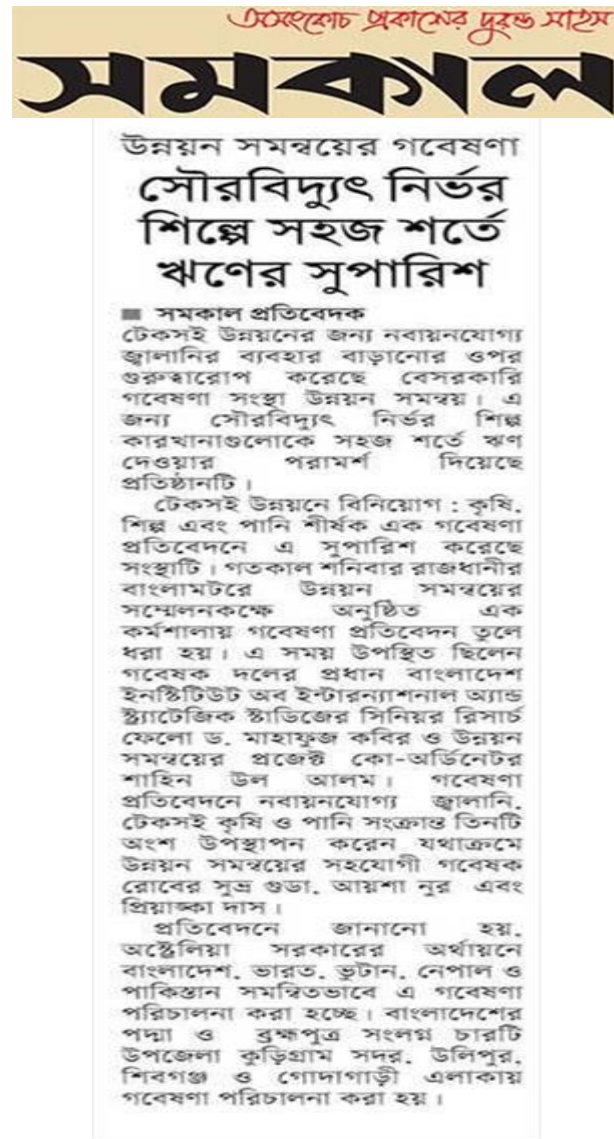 অসংকোচ প্রকাশের দুরন্ত সাহস
সমকাল
উন্নয়ন সমন্বয়ের গবেষণা
সৌরবিদ্যুৎ নির্ভর
শিল্পে সহজ শর্তে
ঋণের সুপারিশ
■ সমকাল প্রতিবেদক
টেকসই উন্নয়নের জন্য নবায়নযোগ্য
জ্বালানির ব্যবহার বাড়ানোর ওপর
গুরুত্বারোপ করেছে বেসরকারি
গবেষণা সংস্থা উন্নয়ন সমন্বয়। এ
জন্য সৌরবিদ্যুৎ নির্ভর শিল্প
কারখানাগুলোকে সহজ শর্তে ঋণ
দেওয়ার পরামর্শ দিয়েছে
প্রতিষ্ঠানটি।
টেকসই উন্নয়নে বিনিয়োগ : কৃষি,
শিল্প এবং পানি শীর্ষক এক গবেষণা
প্রতিবেদনে এ সুপারিশ করেছে
সংস্থাটি। গতকাল শনিবার রাজধানীর
বাংলামটরে উন্নয়ন সমন্বয়ের
সম্মেলনকক্ষে অনুষ্ঠিত এক
কর্মশালায় গবেষণা প্রতিবেদন তুলে
ধরা হয়। এ সময় উপস্থিত ছিলেন
গবেষক দলের প্রধান বাংলাদেশ
ইনস্টিটিউট অব ইন্টারন্যাশনাল অ্যান্ড
স্ট্র্যাটেজিক স্টাডিজের সিনিয়র রিসার্চ
ফেলো ড. মাহাফুজ কবির ও উন্নয়ন
সমন্বয়ের প্রজেক্ট কো-অর্ডিনেটর
শাহিন উল আলম। গবেষণা
প্রতিবেদনে নবায়নযোগ্য জ্বালানি,
টেকসই কৃষি ও পানি সংক্রান্ত তিনটি
অংশ উপস্থাপন করেন যথাক্রমে
উন্নয়ন সমন্বয়ের সহযোগী গবেষক
রোবের সুভ্র গুডা, আয়শা নুর এবং
প্রিয়াঙ্কা দাস।
প্রতিবেদনে জানানো হয়,
অস্ট্রেলিয়া সরকারের অর্থায়নে
বাংলাদেশ, ভারত, ভুটান, নেপাল ও
পাকিস্তান সমন্বিতভাবে এ গবেষণা
পরিচালনা করা হচ্ছে। বাংলাদেশের
পদ্মা ও ব্রহ্মপুত্র সংলগ্ন চারটি
উপজেলা কুড়িগ্রাম সদর, উলিপুর,
শিবগঞ্জ ও গোদাগাড়ী এলাকায়
গবেষণা পরিচালনা করা হয়।